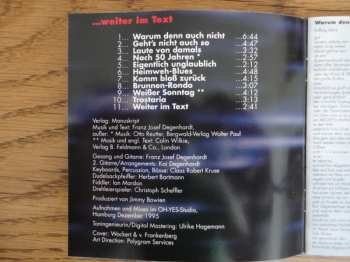 ...weiter im Text
1... Warum denn auch nicht ...6:44
2... Geht's nicht auch so ...4:47
3... Leute von damals ...3:32
4... Nach 50 Jahren * ...2:57
5... Eigentlich unglaublich ...2:12
6... Heimweh-Blues ...4:48
7... Komm bloß zurück ...4:15
8... Brunnen-Rondo ...3:07
9... Weißer Sonntag ** ...5:12
10... Trostaria ...3:13
11... Weiter im Text ...2:41
Verlag: Manuskript
Musik und Text: Franz Josef Degenhardt,
außer: * Musik: Otto Reutter, Bergwald-Verlag Walter Paul
** Musik und engl. Text: Colin Wilkie,
Verlag B. Feldmann & Co., London
Gesang und Gitarre: Franz Josef Degenhardt
2. Gitarre/Arrangements: Kai Degenhardt
Keyboards, Percussion, Bässe: Claas Robert Kruse
Dudelsackpfeifer: Herbert Bartmann
Fiddler: Ian Mardon
Drehleierspieler: Christoph Scheffler
Produziert von Jimmy Bowien
Aufnahmen und Mixes im OH-YES-Studio,
Hamburg Dezember 1995
Toningenieurin/Digital Mastering: Ulrike Hagemann
Cover: Wockert & v. Frankenberg
Art Direction: Polygram Services
Warum den